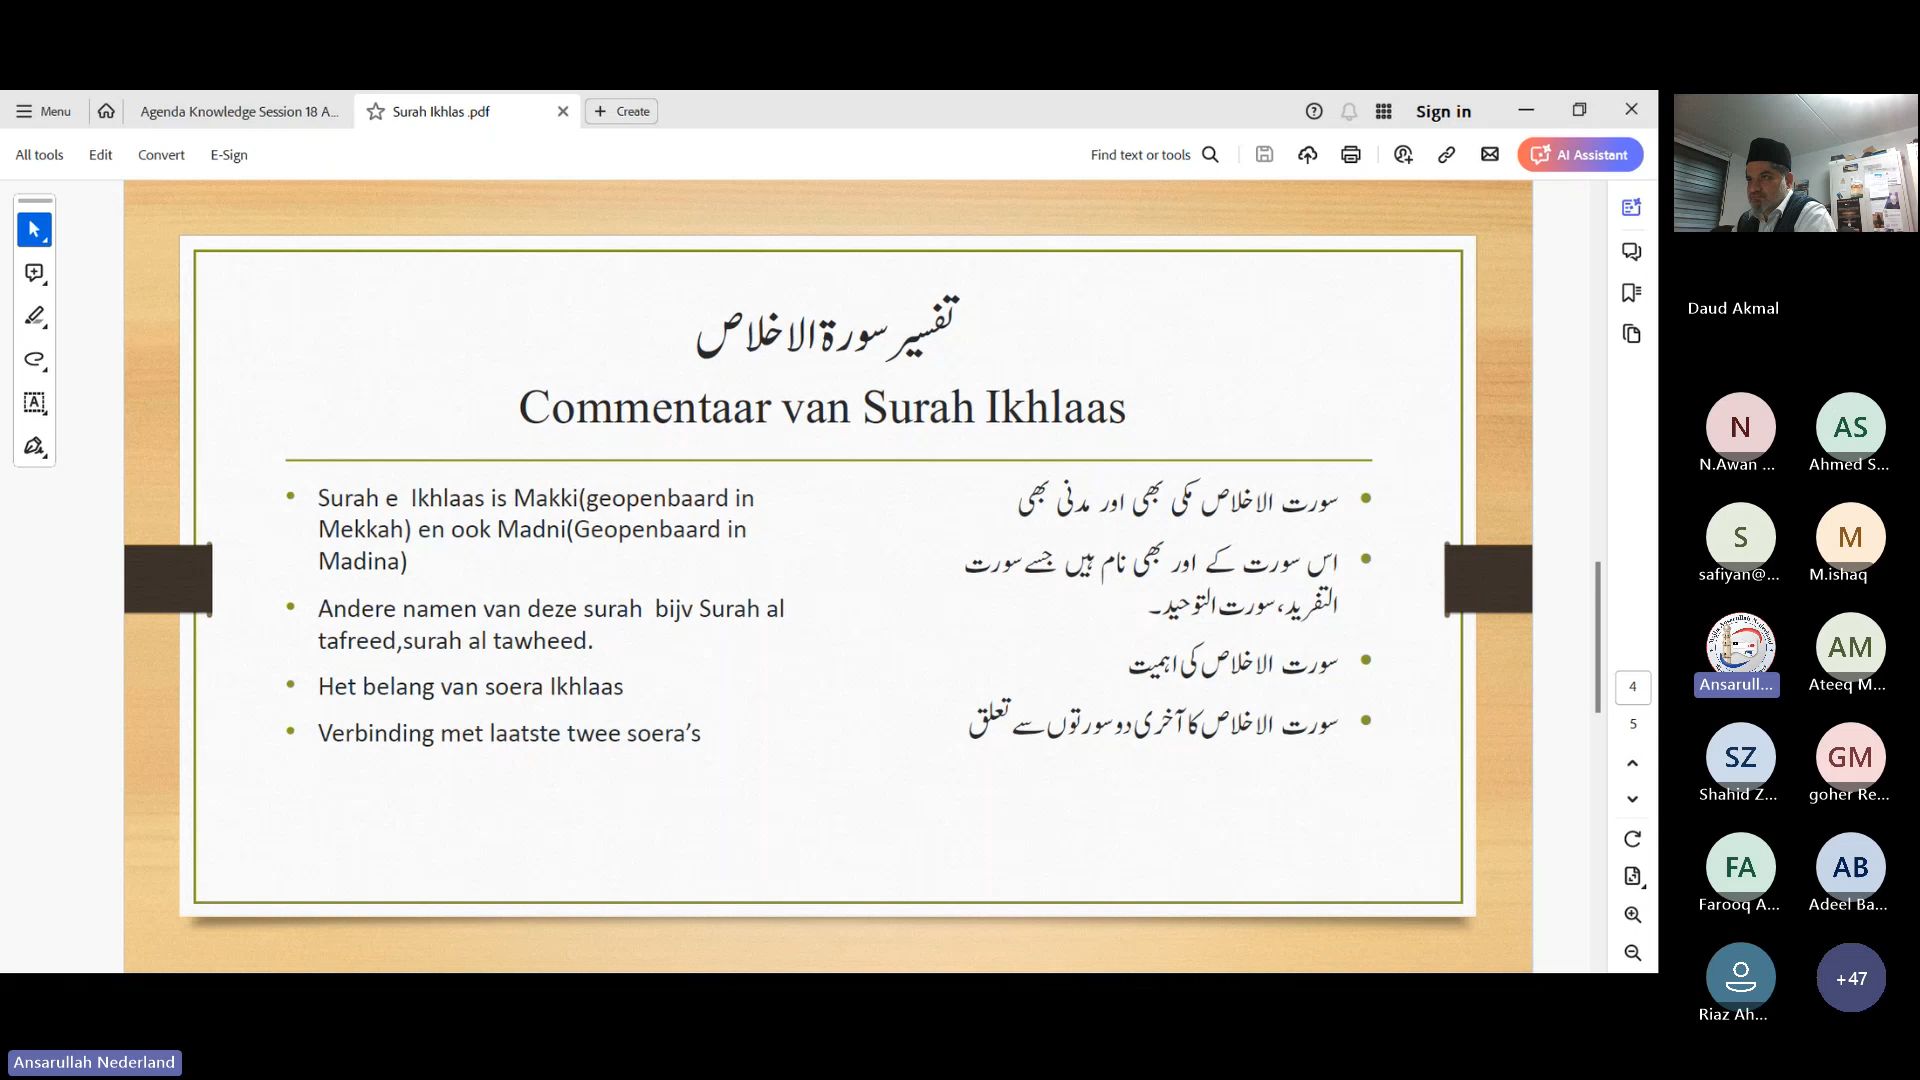 Menu
Agenda Knowledge Session 18 A...
Surah Ikhlas .pdf
Create
Sign in
All tools
Edit
Convert
E-Sign
Find text or tools
AI Assistant
تفسیر سورۃ الاخلاص
Commentaar van Surah Ikhlaas
Surah e Ikhlaas is Makki(geopenbaard in
Mekkah) en ook Madni(Geopenbaard in
Madina)
Andere namen van deze surah bijv Surah al
tafreed,surah al tawheed.
Het belang van soera Ikhlaas
Verbinding met laatste twee soera’s
سورت الاخلاص مکی بھی اور مدنی بھی
اس سورت کے اور بھی نام ہیں جسے سورت
التفرید، سورت التوحید۔
سورت الاخلاص کی اہمیت
سورت الاخلاص کا آخری دو سورتوں سے تعلق
4
5
Daud Akmal
N
AS
N.Awan ...
Ahmed S...
S
M
safiyan@...
M.ishaq
AM
Ansarull...
Ateeq M...
SZ
GM
Shahid Z...
goher Re...
FA
AB
Farooq A...
Adeel Ba...
+47
Riaz Ah...
Ansarullah Nederland